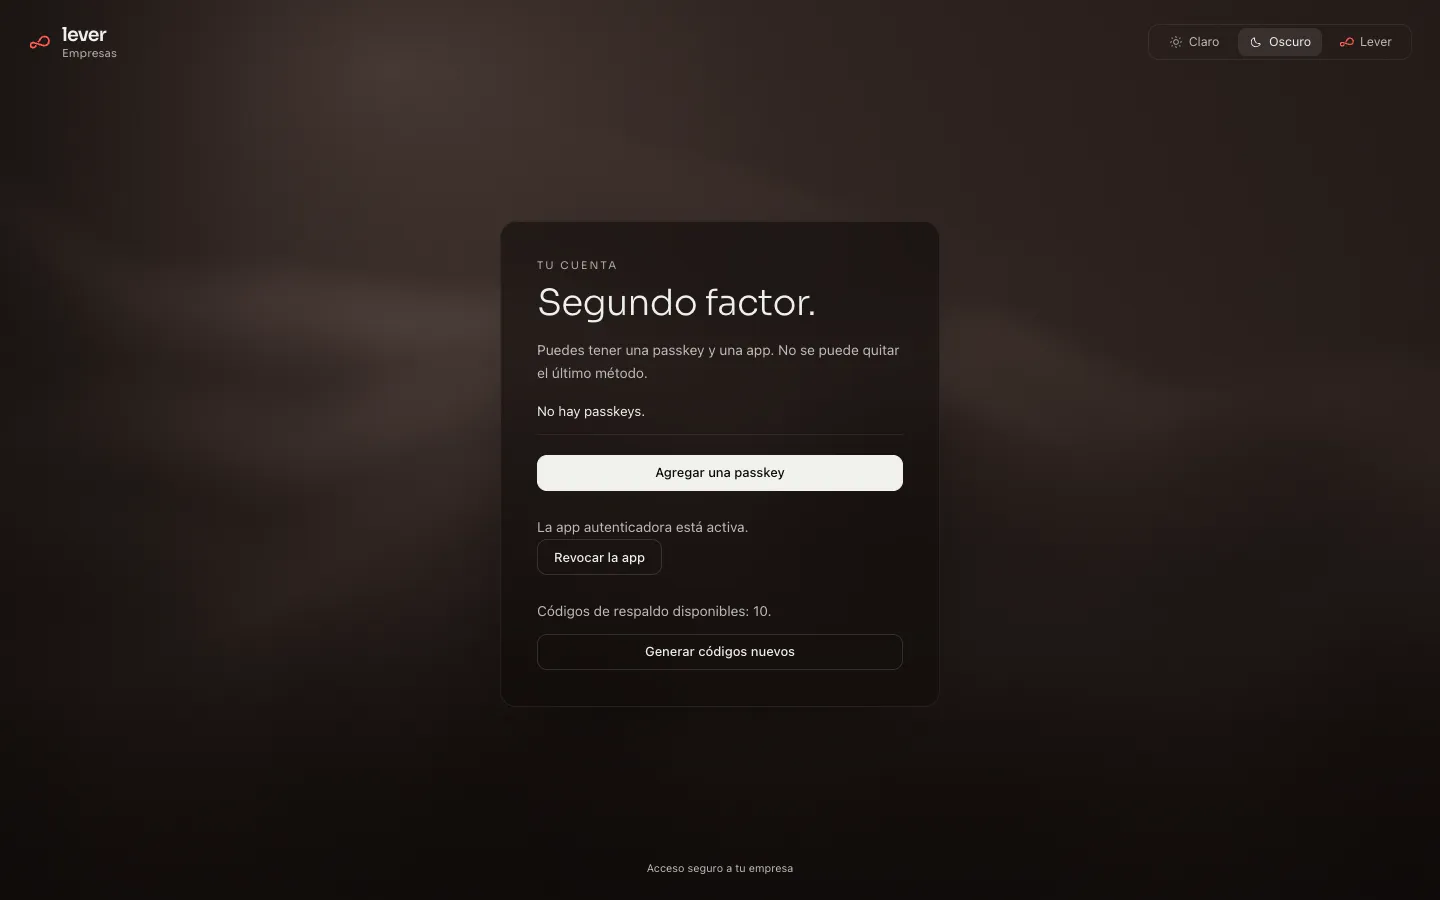 lever
Empresas
Claro
Oscuro
Lever
TU CUENTA
Segundo factor.
Puedes tener una passkey y una app. No se puede quitar
el último método.
No hay passkeys.
Agregar una passkey
La app autenticadora está activa.
Revocar la app
Códigos de respaldo disponibles: 10.
Generar códigos nuevos
Acceso seguro a tu empresa